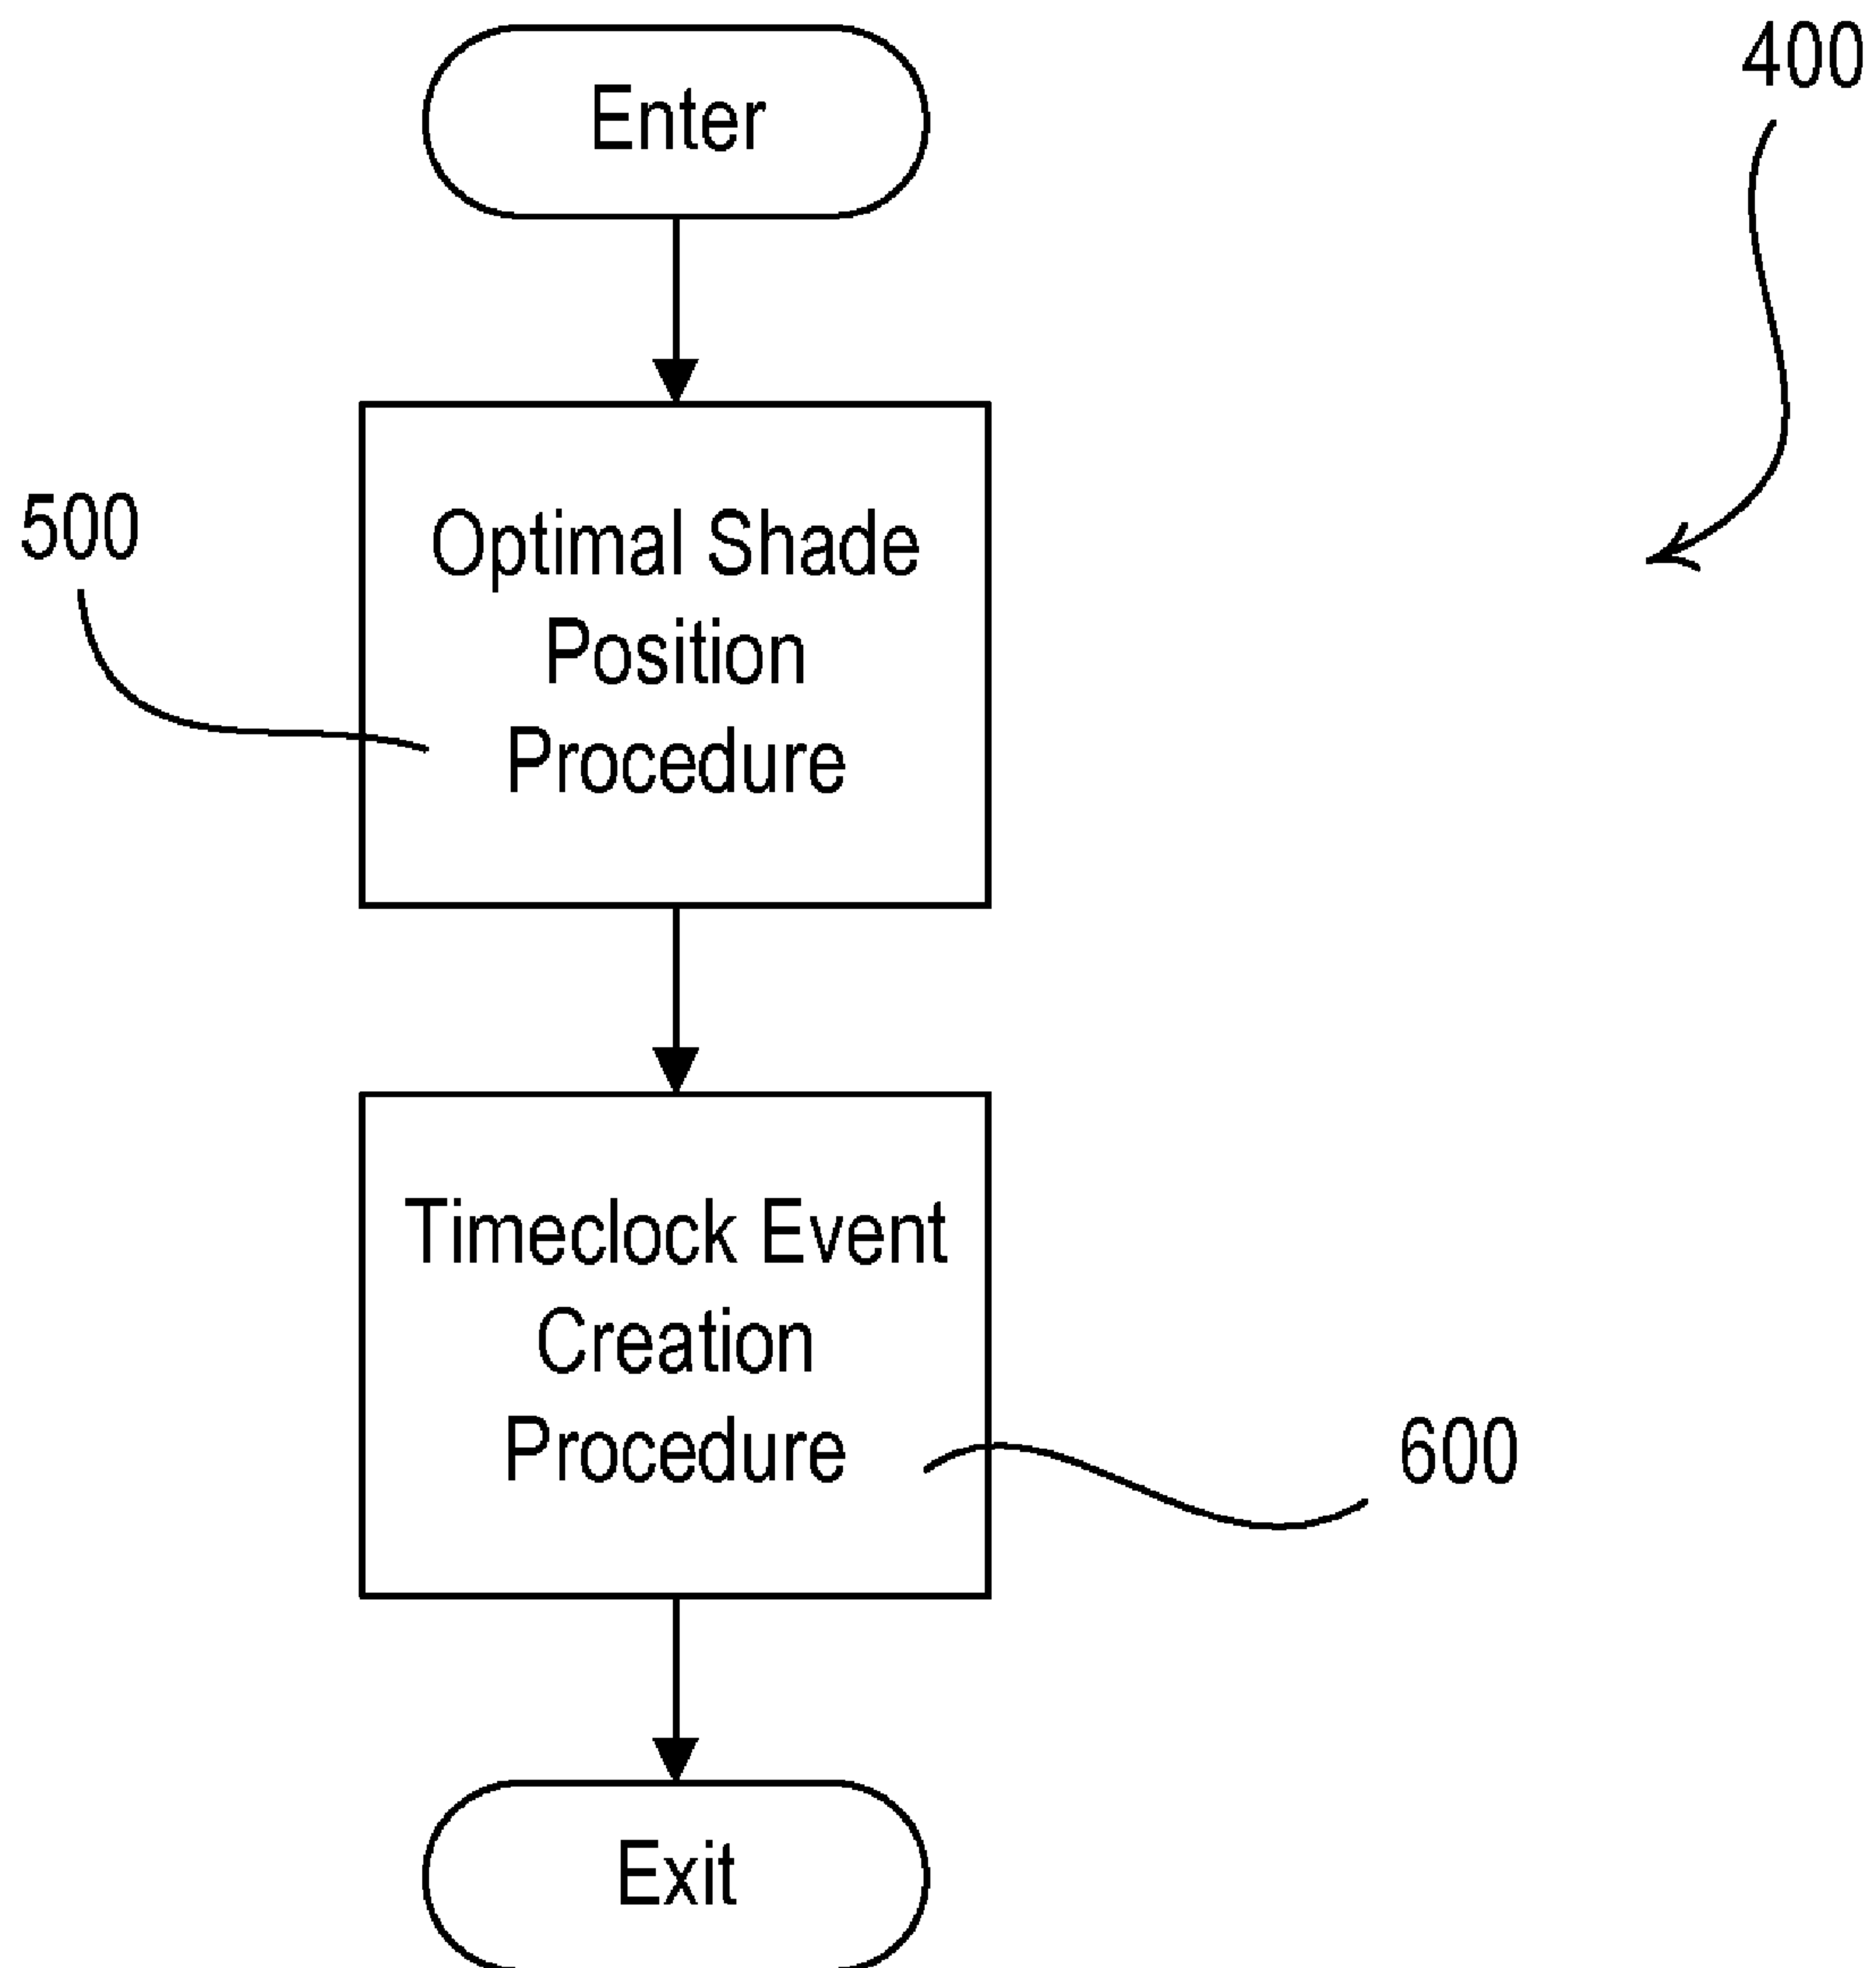 Enter
400
500
Optimal Shade
Position
Procedure
Timeclock Event
Creation
Procedure
600
Exit